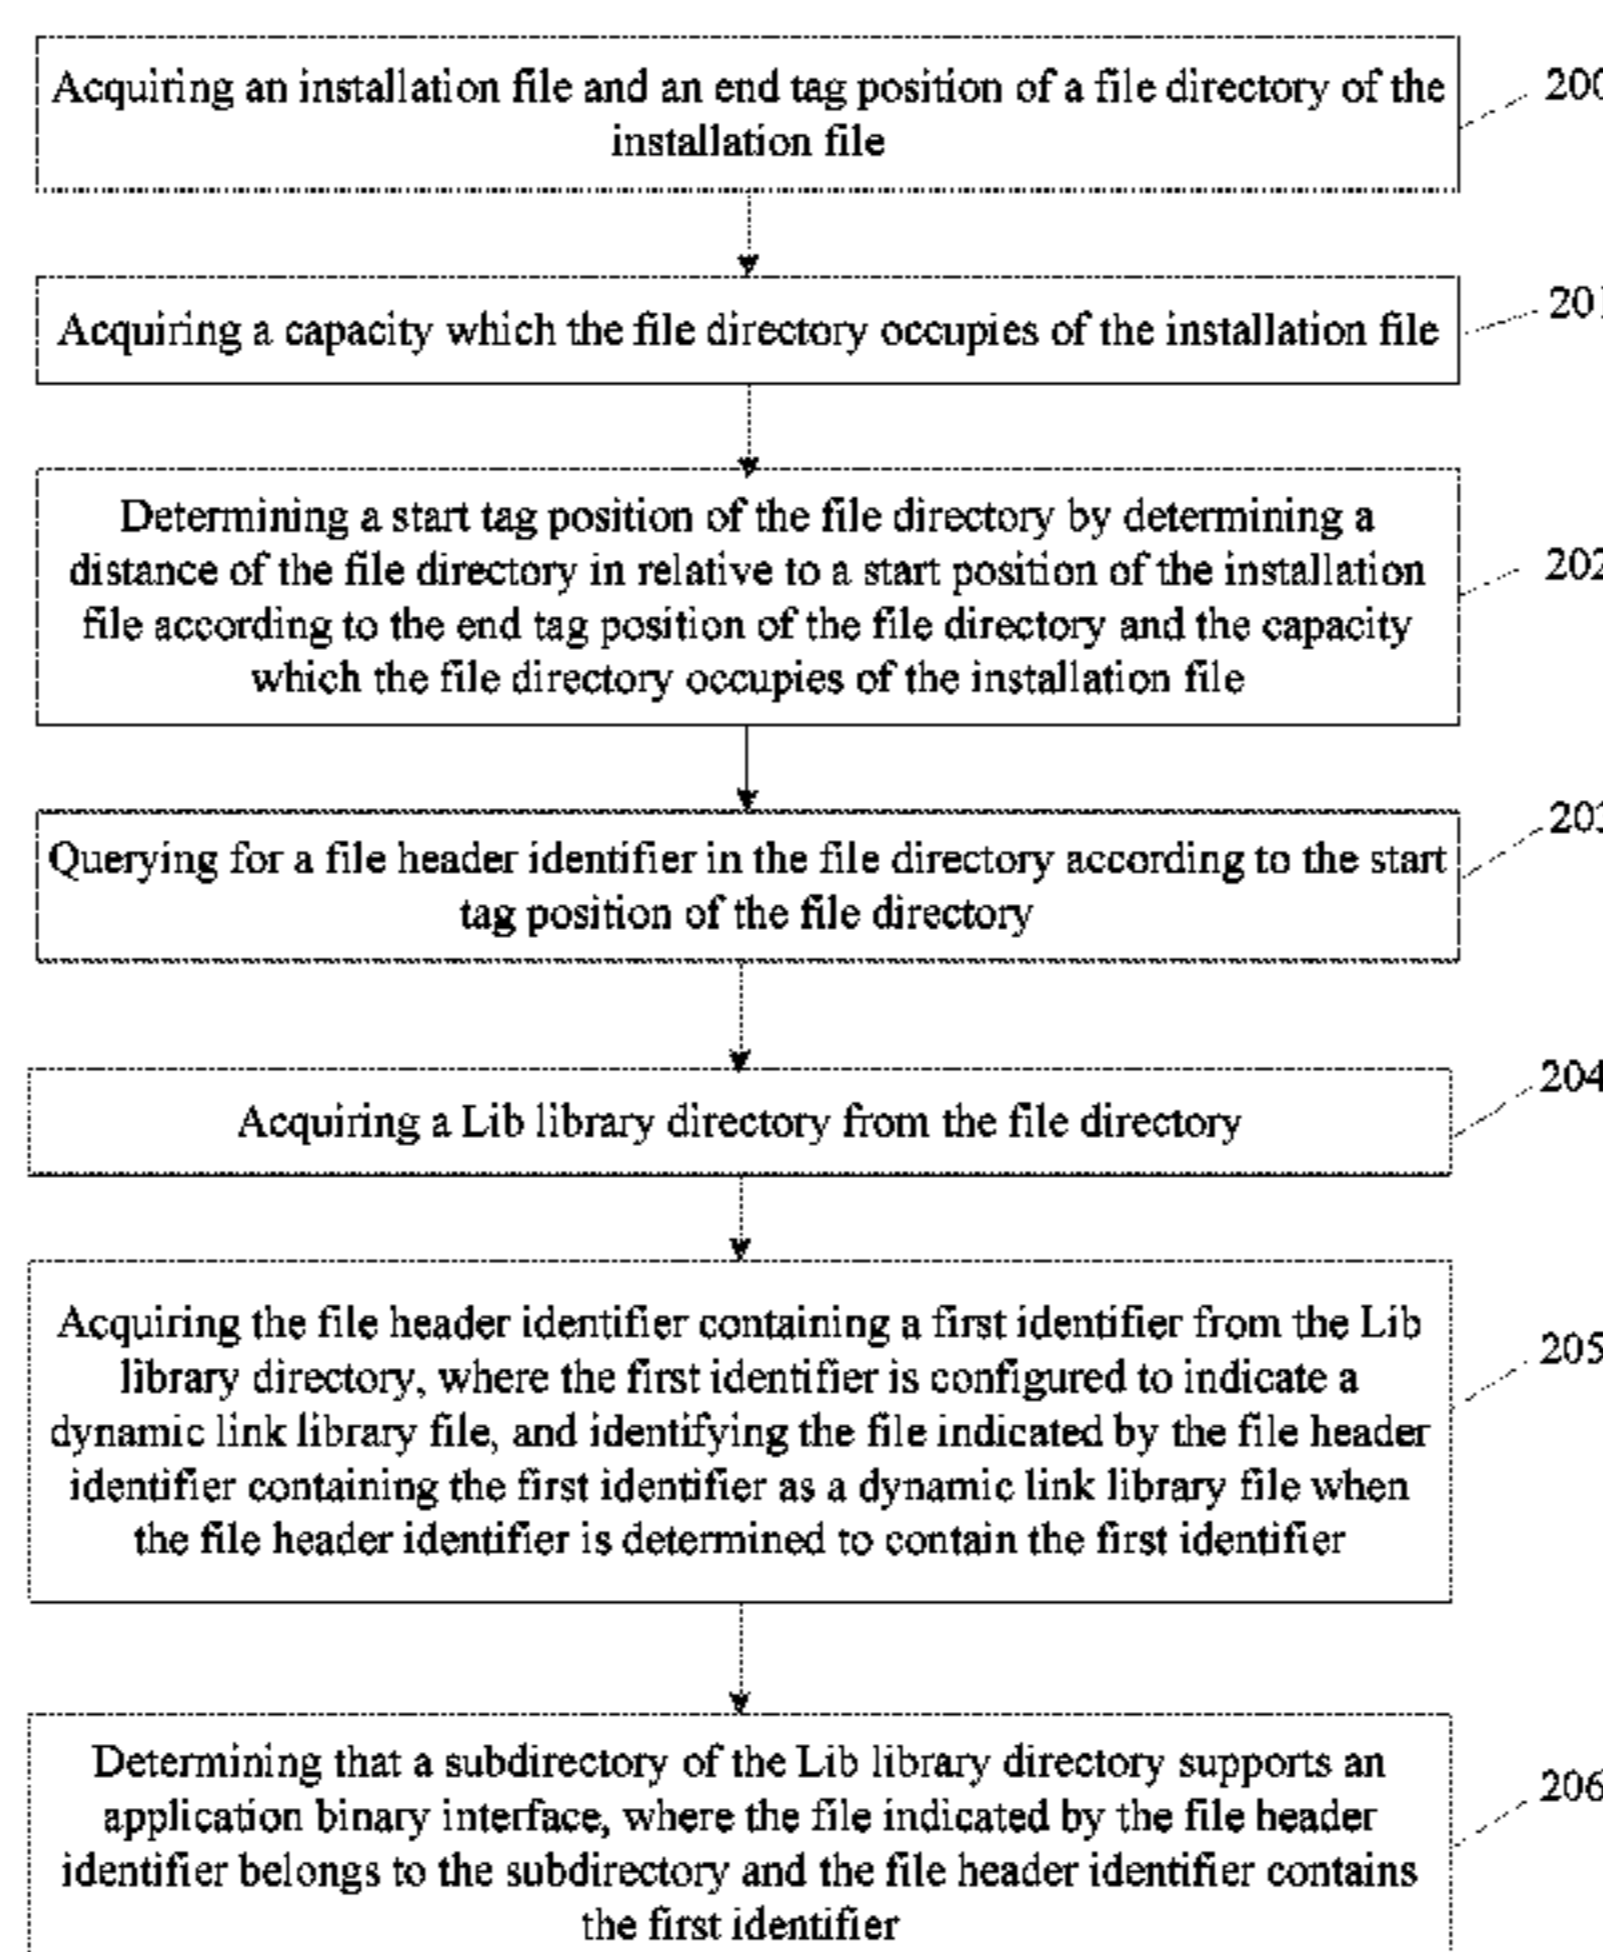 Acquiring an installation file and an end tag position of a file directory of the
installation file
200
Acquiring a capacity which the file directory occupies of the installation file
201
Determining a start tag position of the file directory by determining a
distance of the file directory in relative to a start position of the installation
file according to the end tag position of the file directory and the capacity
which the file directory occupies of the installation file
202
Querying for a file header identifier in the file directory according to the start
tag position of the file directory
203
Acquiring a Lib library directory from the file directory
204
Acquiring the file header identifier containing a first identifier from the Lib
library directory, where the first identifier is configured to indicate a
dynamic link library file, and identifying the file indicated by the file header
identifier containing the first identifier as a dynamic link library file when
the file header identifier is determined to contain the first identifier
205
Determining that a subdirectory of the Lib library directory supports an
application binary interface, where the file indicated by the file header
identifier belongs to the subdirectory and the file header identifier contains
the first identifier
206